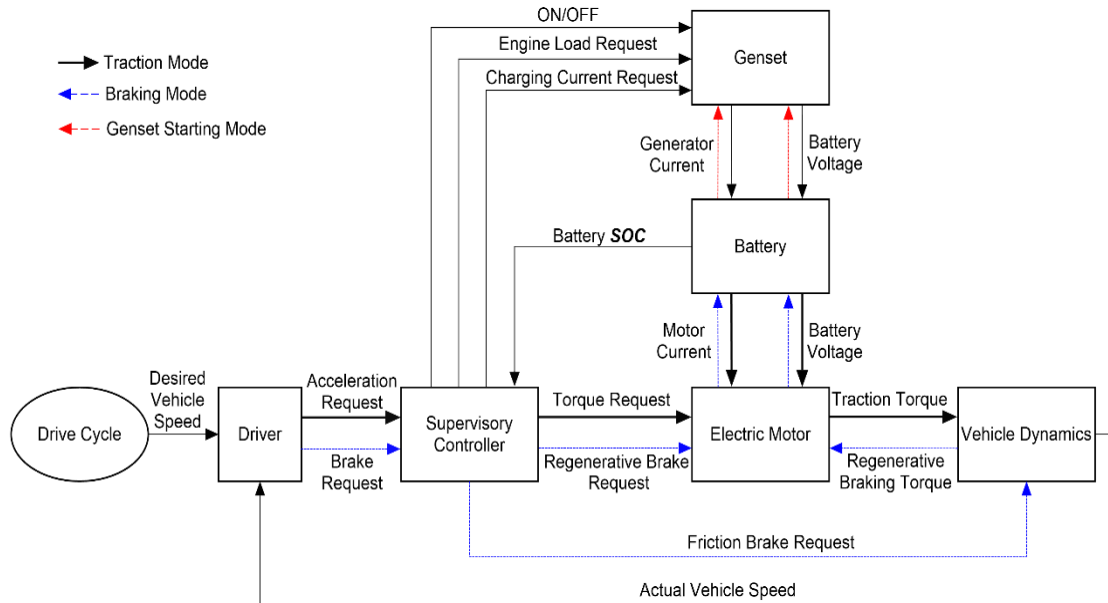 ON/OFF
Engine Load Request
Charging Current Request
Genset
Traction Mode
Braking Mode
Genset Starting Mode
Generator
Current
Battery
Voltage
Battery SOC
Battery
Motor
Current
Battery
Voltage
Desired
Vehicle
Speed
Acceleration
Request
Torque Request
Traction Torque
Drive Cycle
Driver
Supervisory
Controller
Electric Motor
Vehicle Dynamics
Brake
Request
Regenerative Brake
Request
Regenerative
Braking Torque
Friction Brake Request
Actual Vehicle Speed